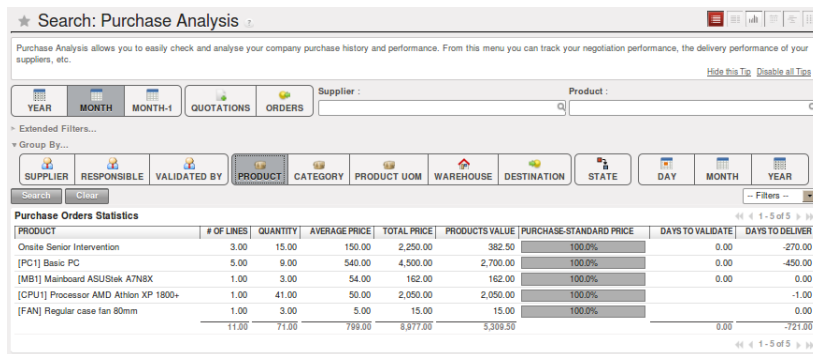 Search: Purchase Analysis ?
Purchase Analysis allows you to easily check and analyse your company purchase history and performance. From this menu you can track your negotiation performance, the delivery performance of your
suppliers, etc.
Hide this Tip Disable all Tips
YEAR MONTH MONTH-1 QUOTATIONS ORDERS Supplier : Product :
Extended Filters...
Group By...
SUPPLIER RESPONSIBLE VALIDATED BY PRODUCT CATEGORY PRODUCT UOM WAREHOUSE DESTINATION STATE DAY MONTH YEAR
Search Clear -- Filters --
Purchase Orders Statistics 1 - 5 of 5
PRODUCT # OF LINES QUANTITY AVERAGE PRICE TOTAL PRICE PRODUCTS VALUE PURCHASE-STANDARD PRICE DAYS TO VALIDATE DAYS TO DELIVER
Onsite Senior Intervention 3.00 15.00 150.00 2,250.00 382.50 100.0% 0.00 -270.00
[PC1] Basic PC 5.00 9.00 540.00 4,500.00 2,700.00 100.0% 0.00 -450.00
[MB1] Mainboard ASUStek A7N8X 1.00 3.00 54.00 162.00 162.00 100.0% 0.00 0.00
[CPU1] Processor AMD Athlon XP 1800+ 1.00 41.00 50.00 2,050.00 2,050.00 100.0% -1.00
[FAN] Regular case fan 80mm 1.00 3.00 5.00 15.00 15.00 100.0% 0.00
11.00 71.00 799.00 8,977.00 5,309.50 0.00 -721.00
1 - 5 of 5